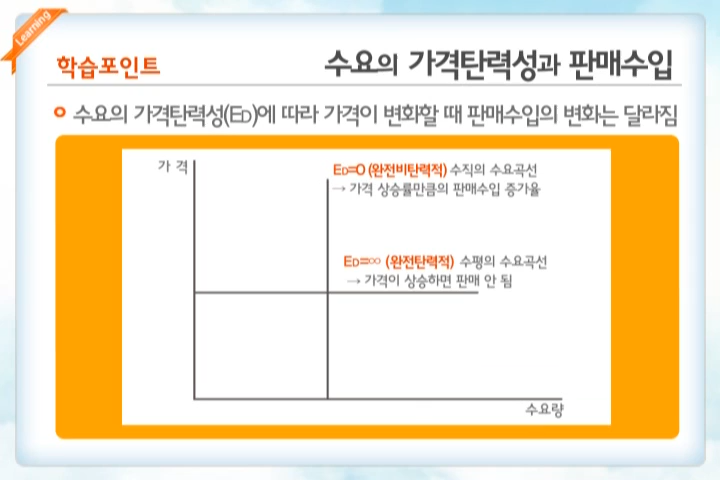 Learning
학습포인트
수요의 가격탄력성과 판매수입
수요의 가격탄력성(ED)에 따라 가격이 변화할 때 판매수입의 변화는 달라짐
가 격
ED=0 (완전비탄력적) 수직의 수요곡선
→ 가격 상승률만큼의 판매수입 증가율
ED=∞ (완전탄력적) 수평의 수요곡선
→ 가격이 상승하면 판매 안 됨
수요량